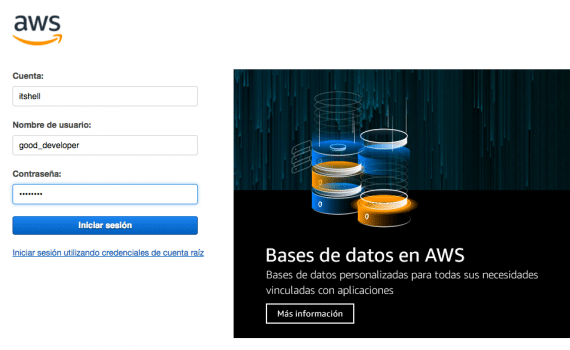 aws
Cuenta:
itshell
Nombre de usuario:
good_developer
Contraseña:
••••••••
Iniciar sesión
Iniciar sesión utilizando credenciales de cuenta raíz
Bases de datos en AWS
Bases de datos personalizadas para todas sus necesidades
vinculadas con aplicaciones
Más información